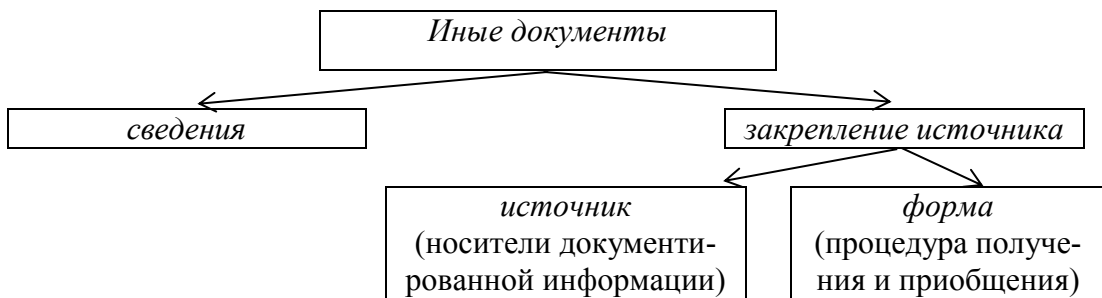 Иные документы
сведения
закрепление источника
источник
(носители документи-
рованной информации)
форма
(процедура получе-
ния и приобщения)